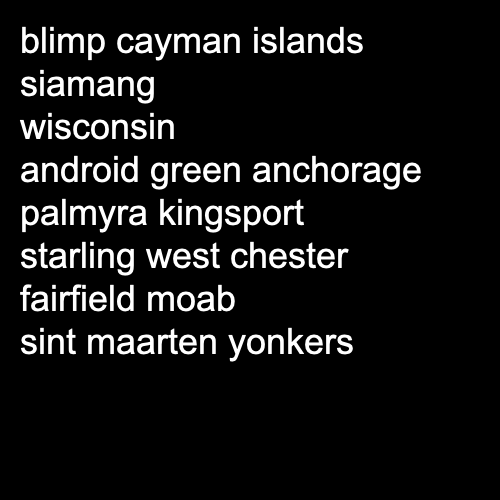 blimp cayman islands
siamang
wisconsin
android green anchorage
palmyra kingsport
starling west chester
fairfield moab
sint maarten yonkers